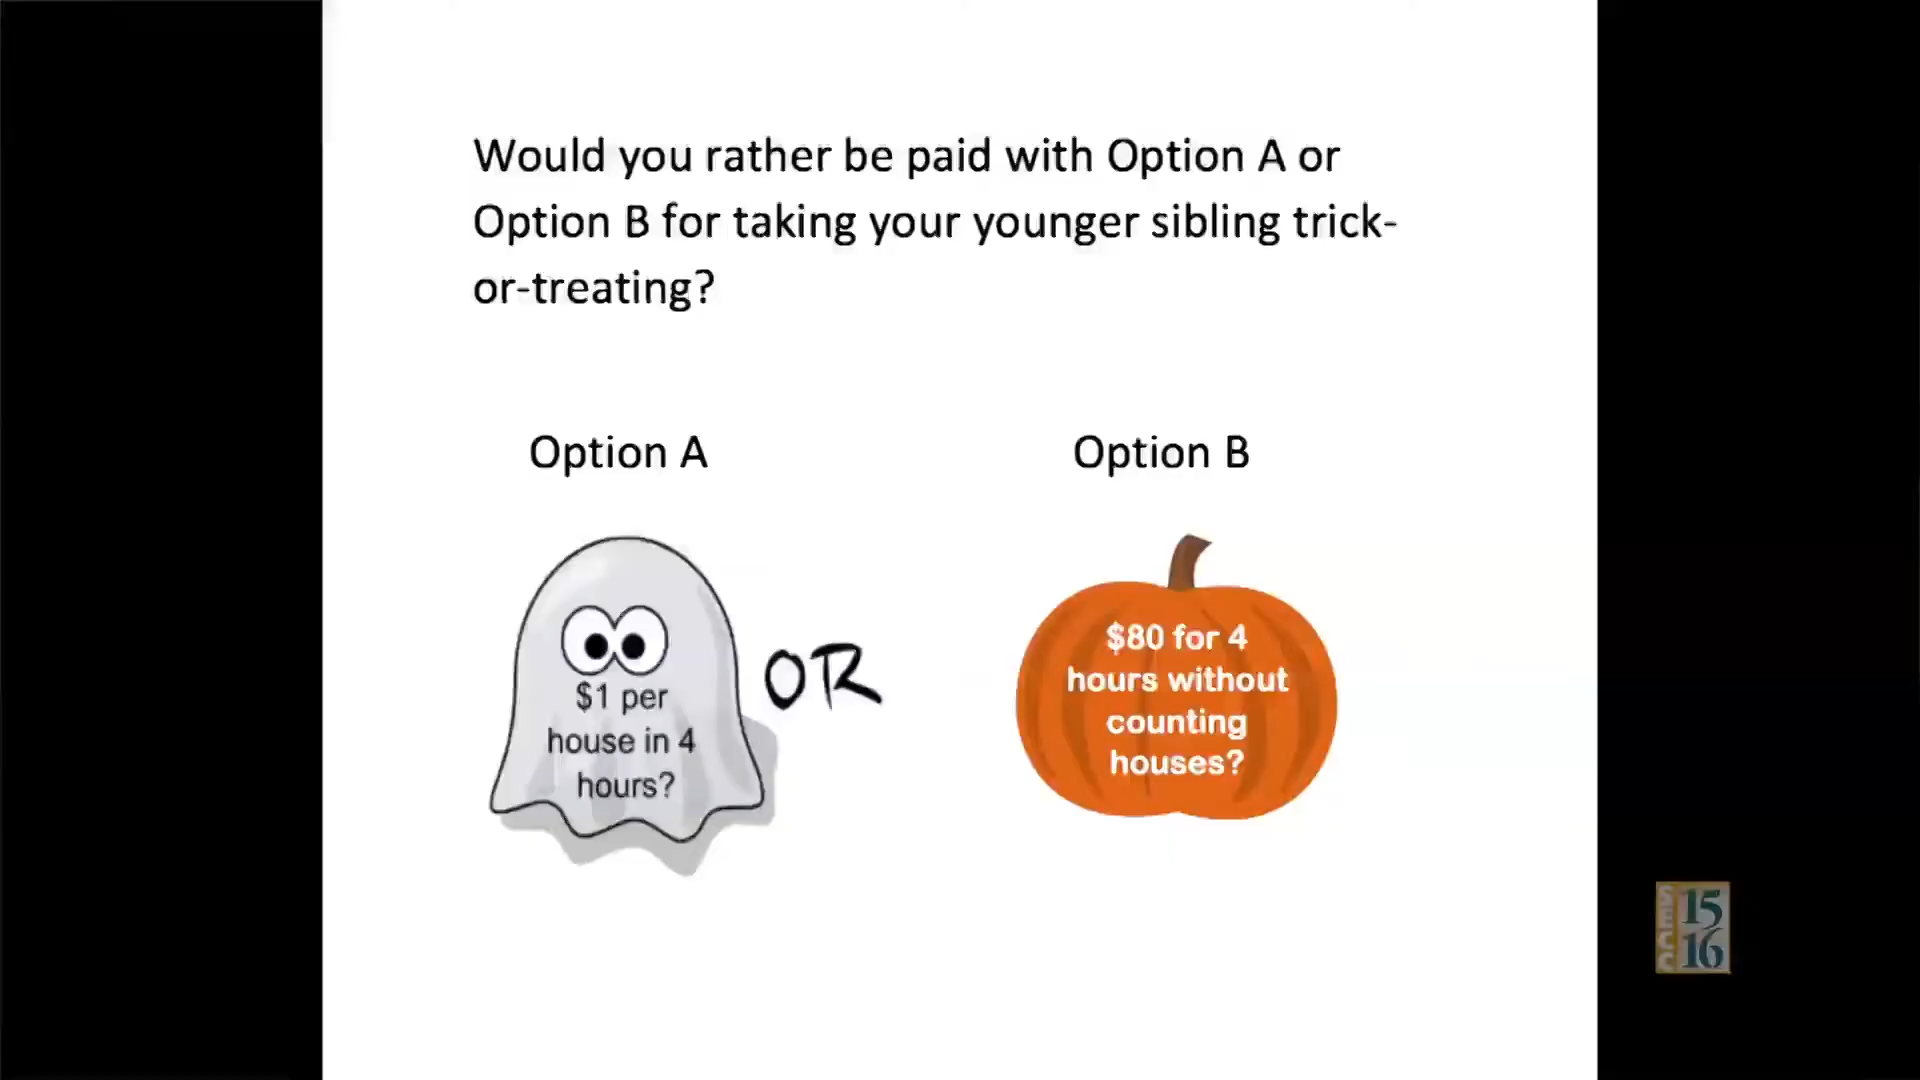 Would you rather be paid with Option A or
Option B for taking your younger sibling trick-
or-treating?
Option A
Option B
$1 per
house in 4
hours?
OR
$80 for 4
hours without
counting
houses?
15
16